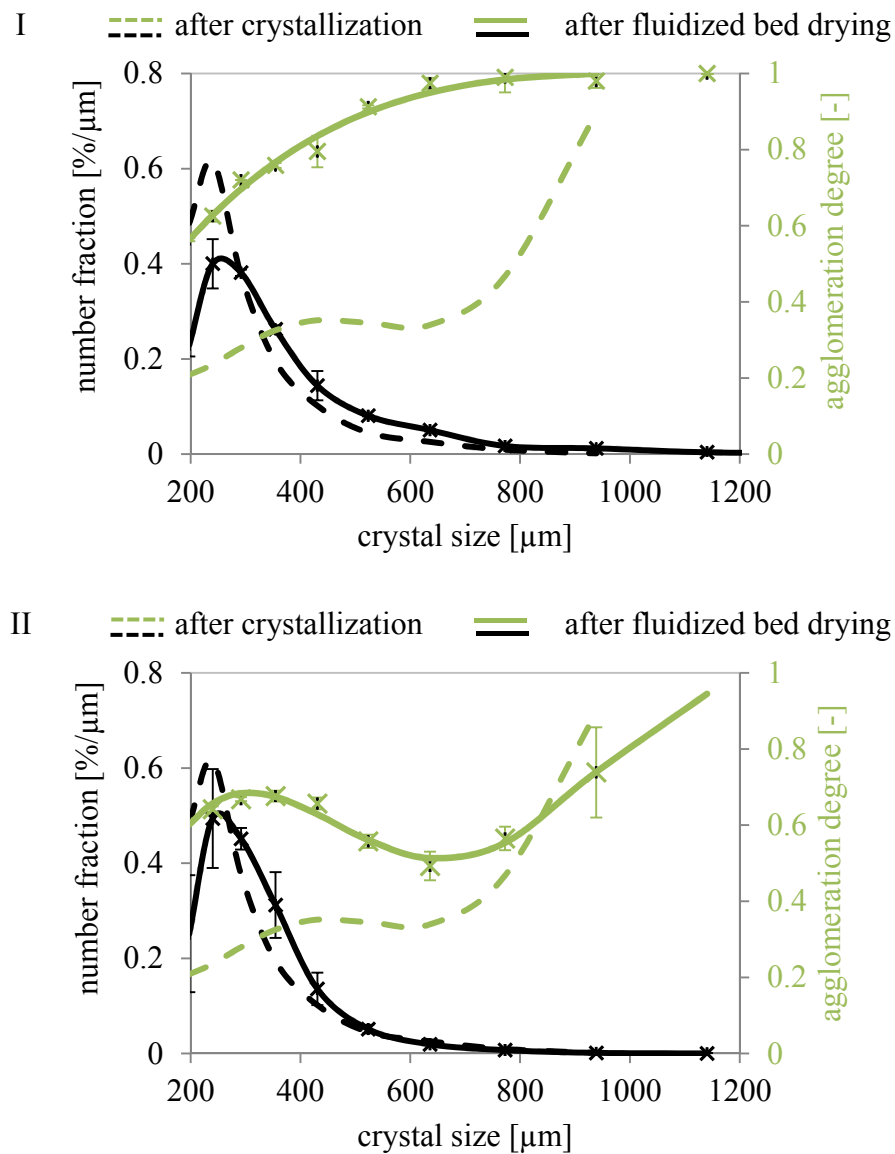 I
after crystallization
after fluidized bed drying
number fraction [%/µm]
0.8
0.6
0.4
0.2
0
1
0.8
0.6
0.4
0.2
0
agglomeration degree [-]
200 400 600 800 1000 1200
crystal size [µm]
II
after crystallization
after fluidized bed drying
number fraction [%/µm]
0.8
0.6
0.4
0.2
0
1
0.8
0.6
0.4
0.2
0
agglomeration degree [-]
200 400 600 800 1000 1200
crystal size [µm]